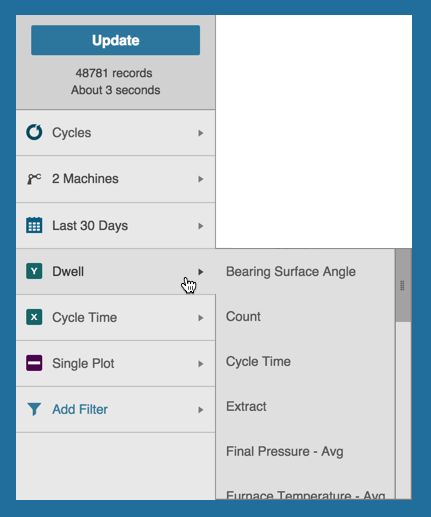 Update
48781 records
About 3 seconds
Cycles
2 Machines
Last 30 Days
Y Dwell
X Cycle Time
Single Plot
Add Filter
Bearing Surface Angle
Count
Cycle Time
Extract
Final Pressure - Avg
Furnace Temperature - Avg